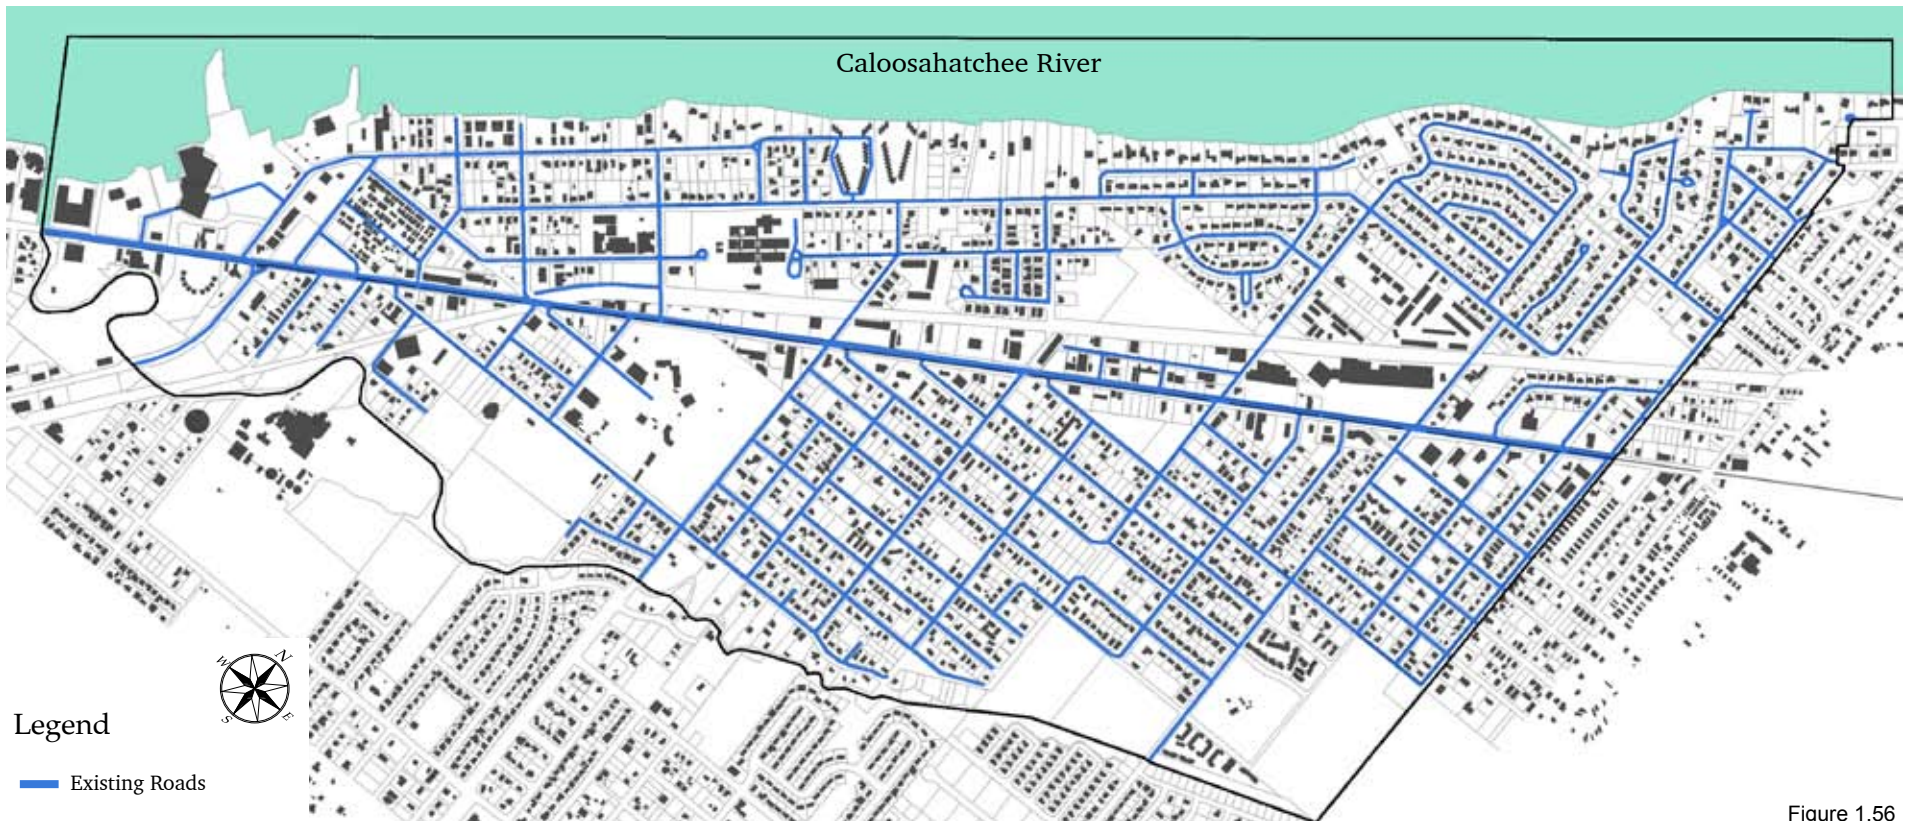 Caloosahatchee River
W
N
S
E
Legend
Existing Roads
Figure 1.56